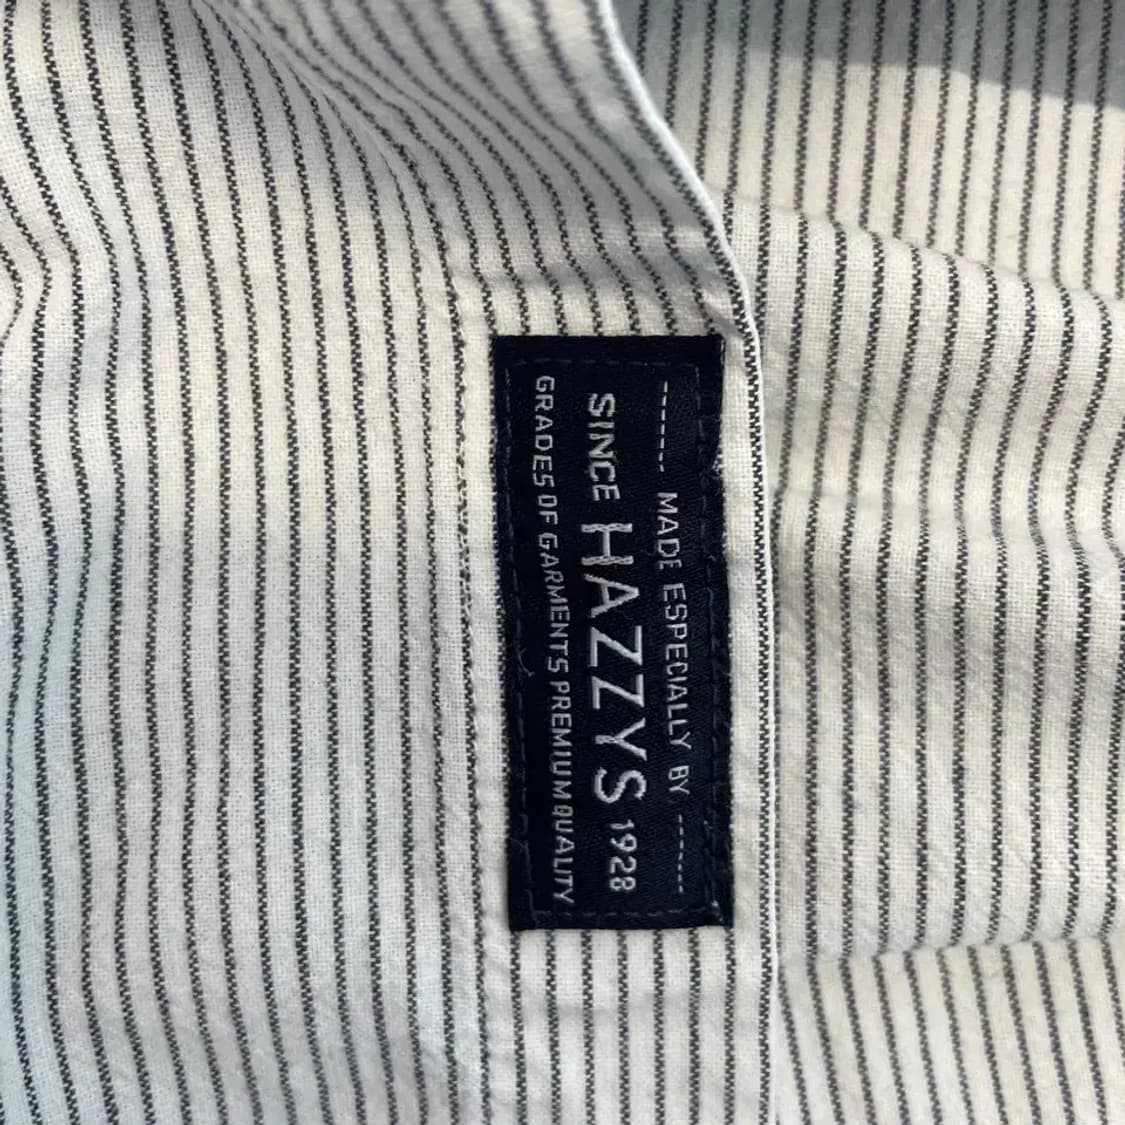 MADE ESPECIALLY BY
SINCE HAZZYS 1928
GRADES OF GARMENTS PREMIUM QUALITY